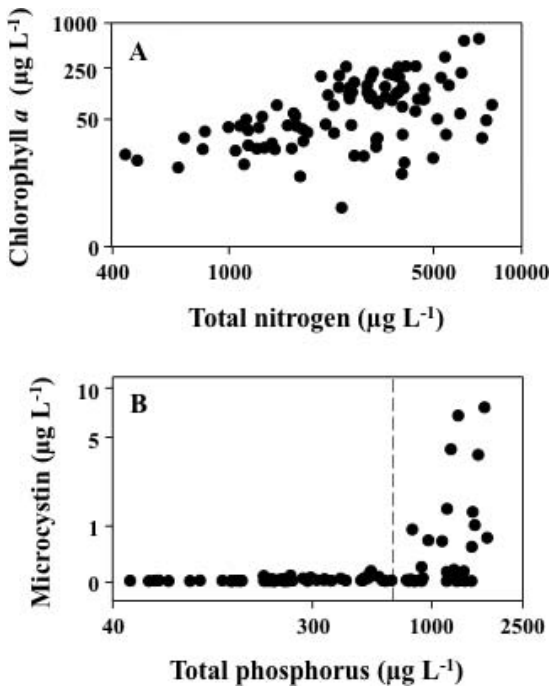 1000
A
250
50
0
Chlorophyll a (µg L-1)
400 1000 5000 10000
Total nitrogen (µg L-1)
10
B
5
1
0
Microcystin (µg L-1)
40 300 1000 2500
Total phosphorus (µg L-1)